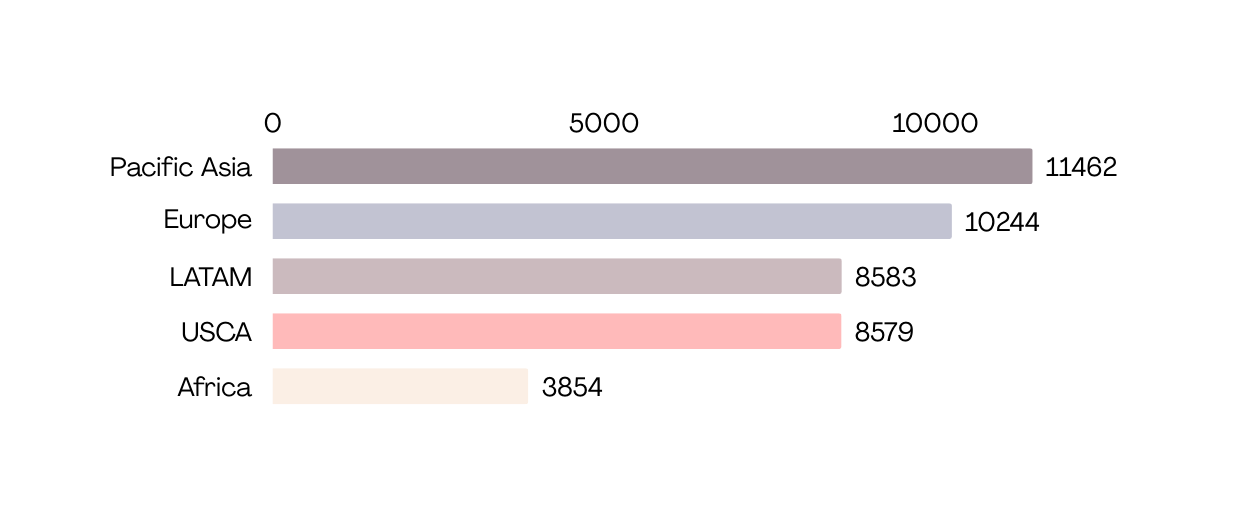 0 5000 10000
Pacific Asia 11462
Europe 10244
LATAM 8583
USCA 8579
Africa 3854